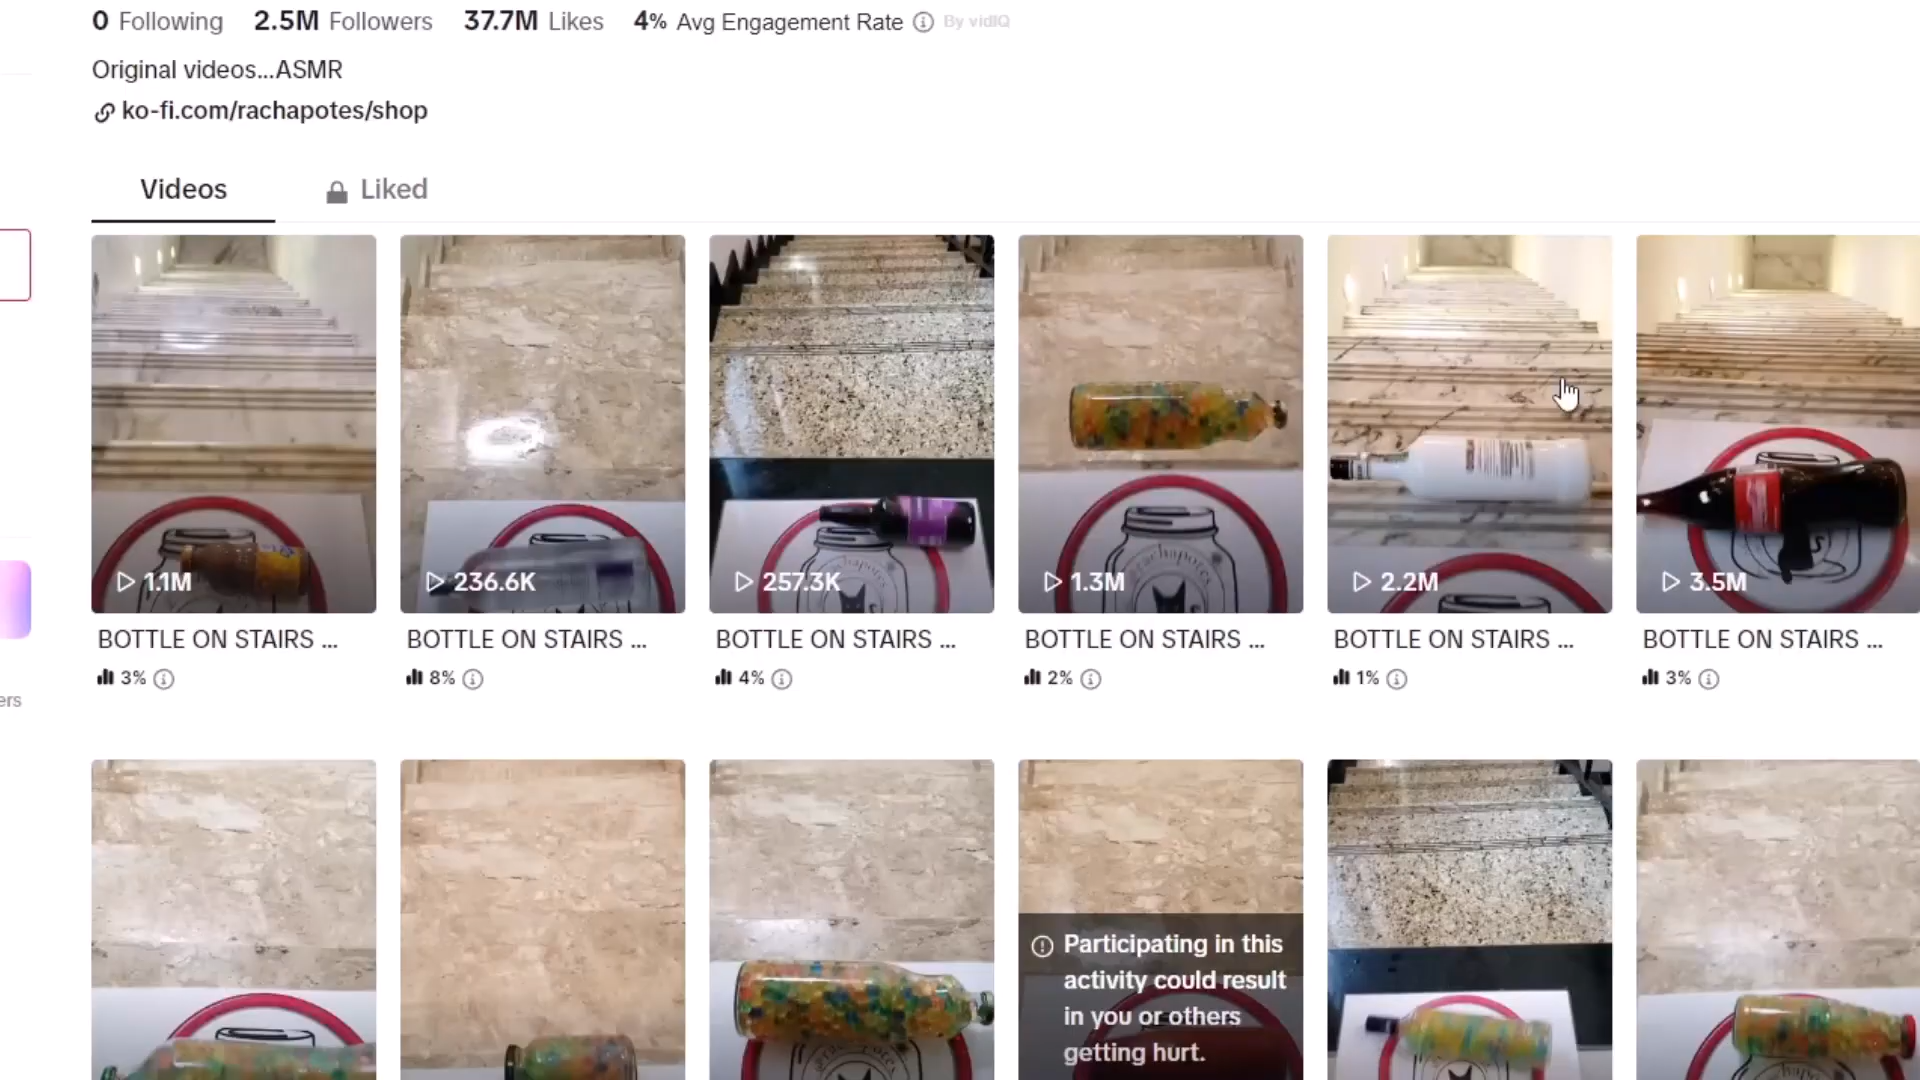 0 Following 2.5M Followers 37.7M Likes 4% Avg Engagement Rate By vidIQ
Original videos...ASMR
ko-fi.com/rachapotes/shop
Videos Liked
1.1M 236.6K 257.3K 1.3M 2.2M 3.5M
BOTTLE ON STAIRS ... BOTTLE ON STAIRS ... BOTTLE ON STAIRS ... BOTTLE ON STAIRS ... BOTTLE ON STAIRS ... BOTTLE ON STAIRS ...
3% 8% 4% 2% 1% 3%
ers
Participating in this
activity could result
in you or others
getting hurt.